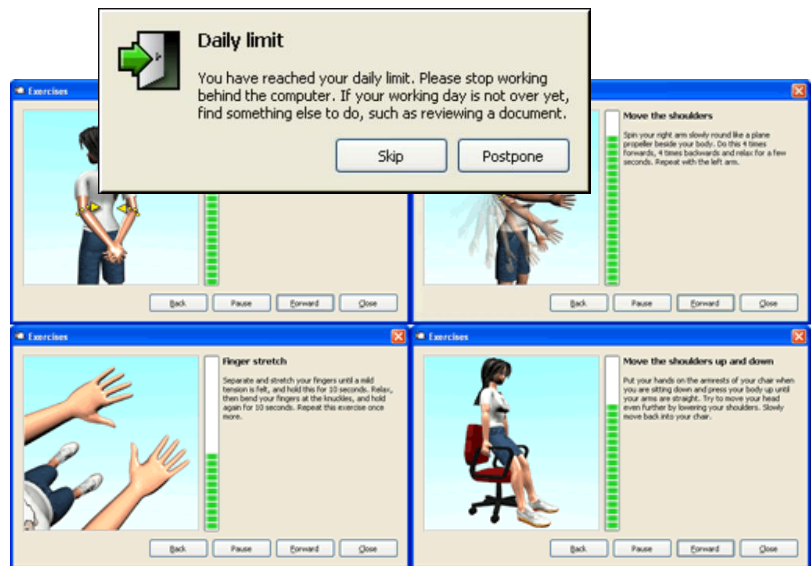 Daily limit
You have reached your daily limit. Please stop working
behind the computer. If your working day is not over yet,
find something else to do, such as reviewing a document.
Skip Postpone
Exercises
Back Pause Forward Close
Move the shoulders
Spin your right arm slowly round like a plane
propeller beside your body. Do this 4 times
forwards, 4 times backwards and relax for a few
seconds. Repeat with the left arm.
Back Pause Forward Close
Exercises
Finger stretch
Separate and stretch your fingers until a mild
tension is felt, and hold this for 10 seconds. Relax,
then bend your fingers at the knuckles, and hold
again for 10 seconds. Repeat this exercise once
more.
Back Pause Forward Close
Exercises
Move the shoulders up and down
Put your hands on the armrests of your chair when
you are sitting down and press your body up until
your arms are straight. Try to move your head
even further by lowering your shoulders. Slowly
move back into your chair.
Back Pause Forward Close